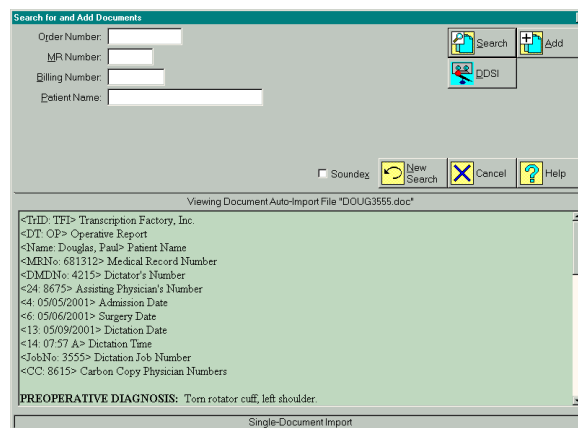 Search for and Add Documents
Order Number:
MR Number:
Billing Number:
Patient Name:
Search
Add
DDSI
Soundex
New Search
Cancel
Help
Viewing Document Auto-Import File "DOUG3555.doc"
<TrID: TFI> Transcription Factory, Inc.
<DT: OP> Operative Report
<Name: Douglas, Paul> Patient Name
<MRNo: 681312> Medical Record Number
<DMDNo: 4215> Dictator's Number
<24: 8675> Assisting Physician's Number
<4: 05/05/2001> Admission Date
<6: 05/06/2001> Surgery Date
<13: 05/09/2001> Dictation Date
<14: 07:57 A> Dictation Time
<JobNo: 3555> Dictation Job Number
<CC: 8615> Carbon Copy Physician Numbers
PREOPERATIVE DIAGNOSIS: Torn rotator cuff, left shoulder.
Single-Document Import